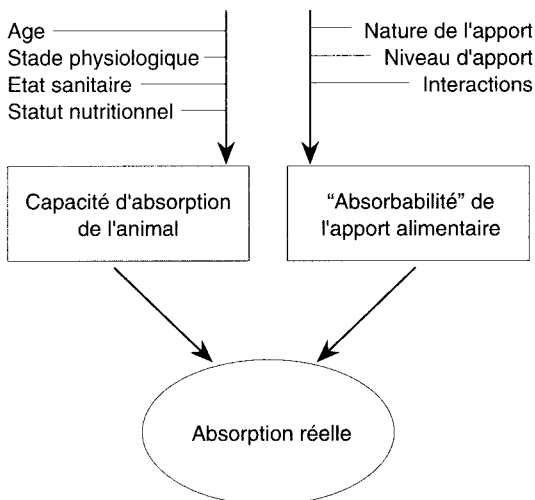 Age
Stade physiologique
Etat sanitaire
Statut nutritionnel
Nature de l'apport
Niveau d'apport
Interactions
Capacité d'absorption
de l'animal
“Absorbabilité” de
l'apport alimentaire
Absorption réelle